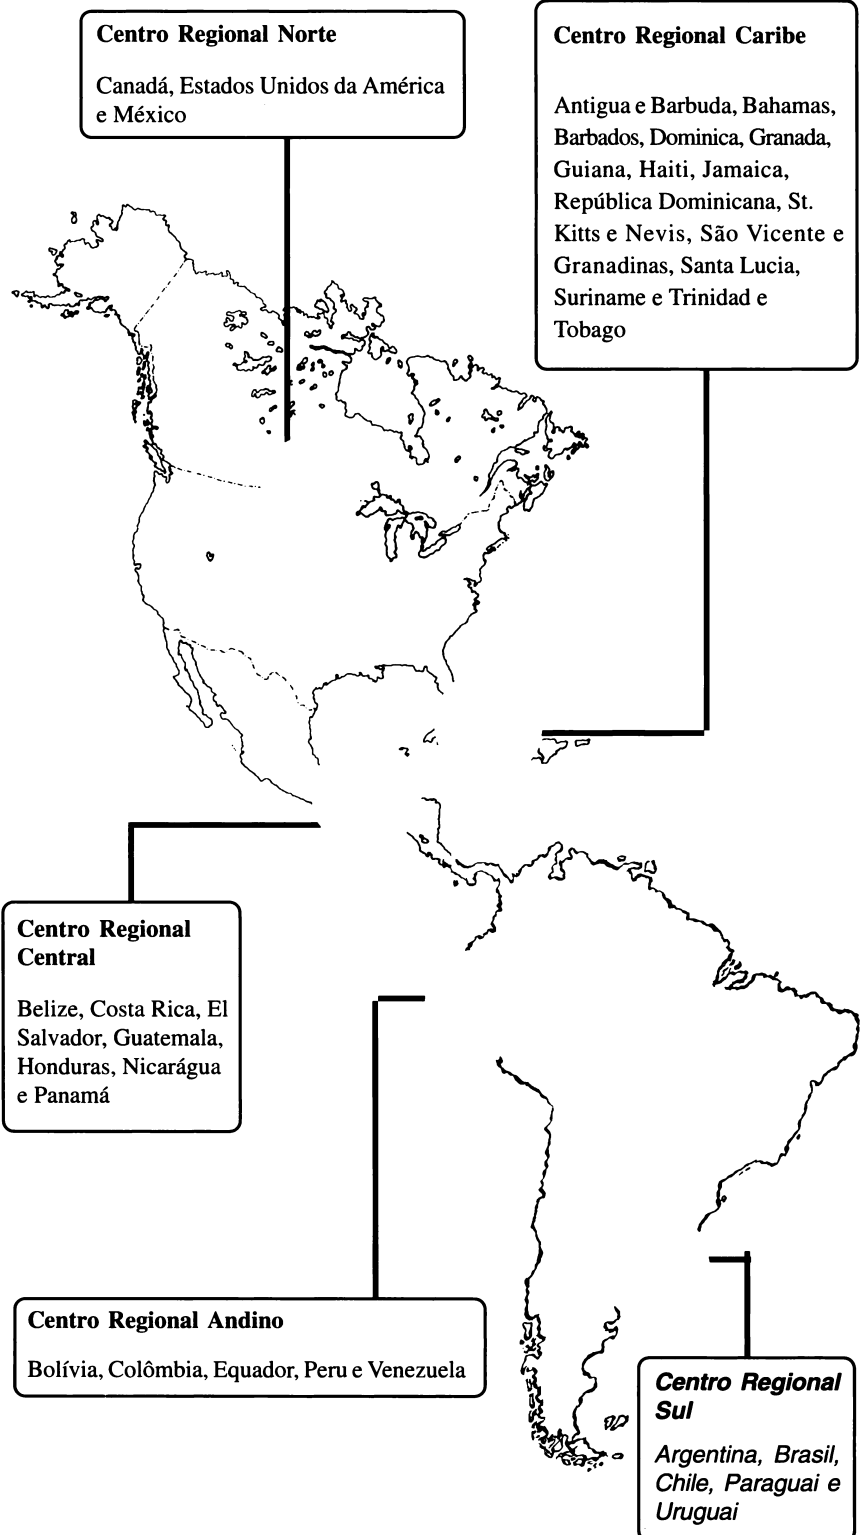 Centro Regional Norte
Canadá, Estados Unidos da América
e México
Centro Regional Caribe
Antigua e Barbuda, Bahamas,
Barbados, Dominica, Granada,
Guiana, Haiti, Jamaica,
República Dominicana, St.
Kitts e Nevis, São Vicente e
Granadinas, Santa Lucia,
Suriname e Trinidad e
Tobago
Centro Regional
Central
Belize, Costa Rica, El
Salvador, Guatemala,
Honduras, Nicarágua
e Panamá
Centro Regional Andino
Bolívia, Colômbia, Equador, Peru e Venezuela
Centro Regional
Sul
Argentina, Brasil,
Chile, Paraguai e
Uruguai